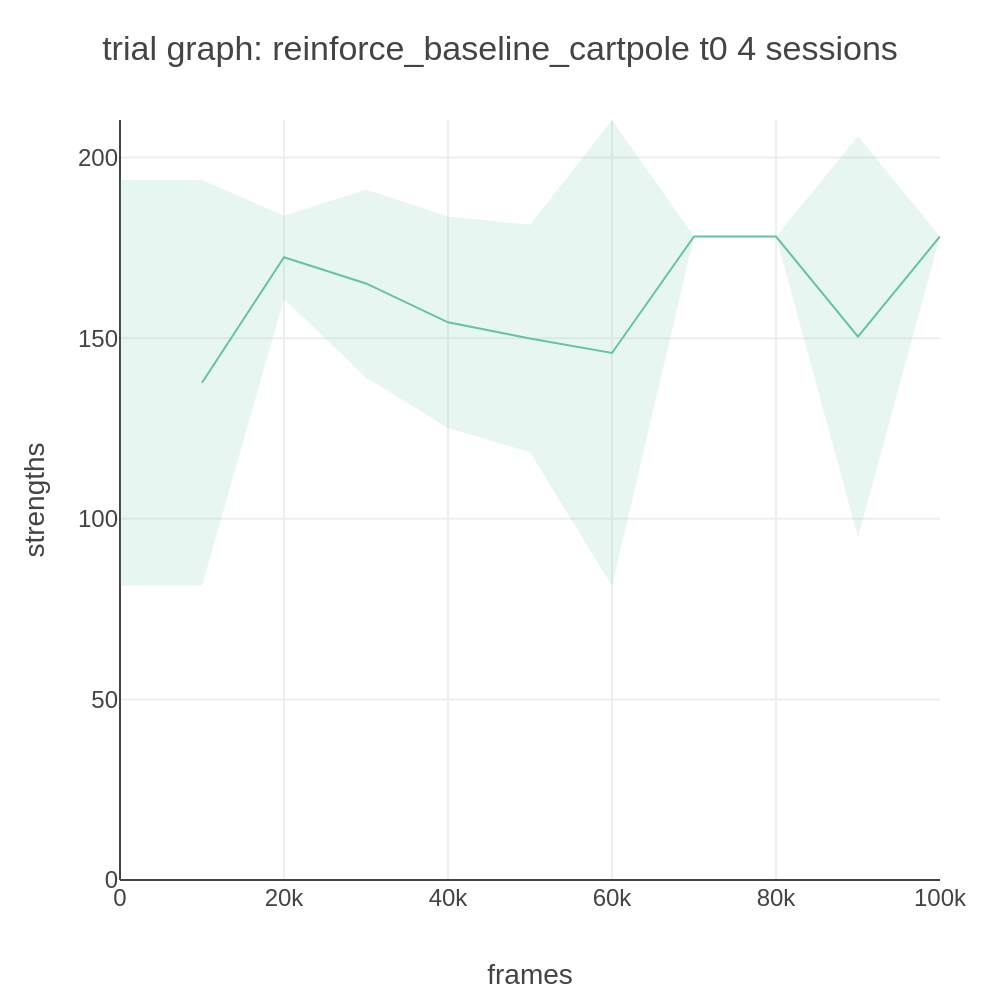 trial graph: reinforce_baseline_cartpole t0 4 sessions
200
150
100
50
0
strengths
0 20k 40k 60k 80k 100k
frames